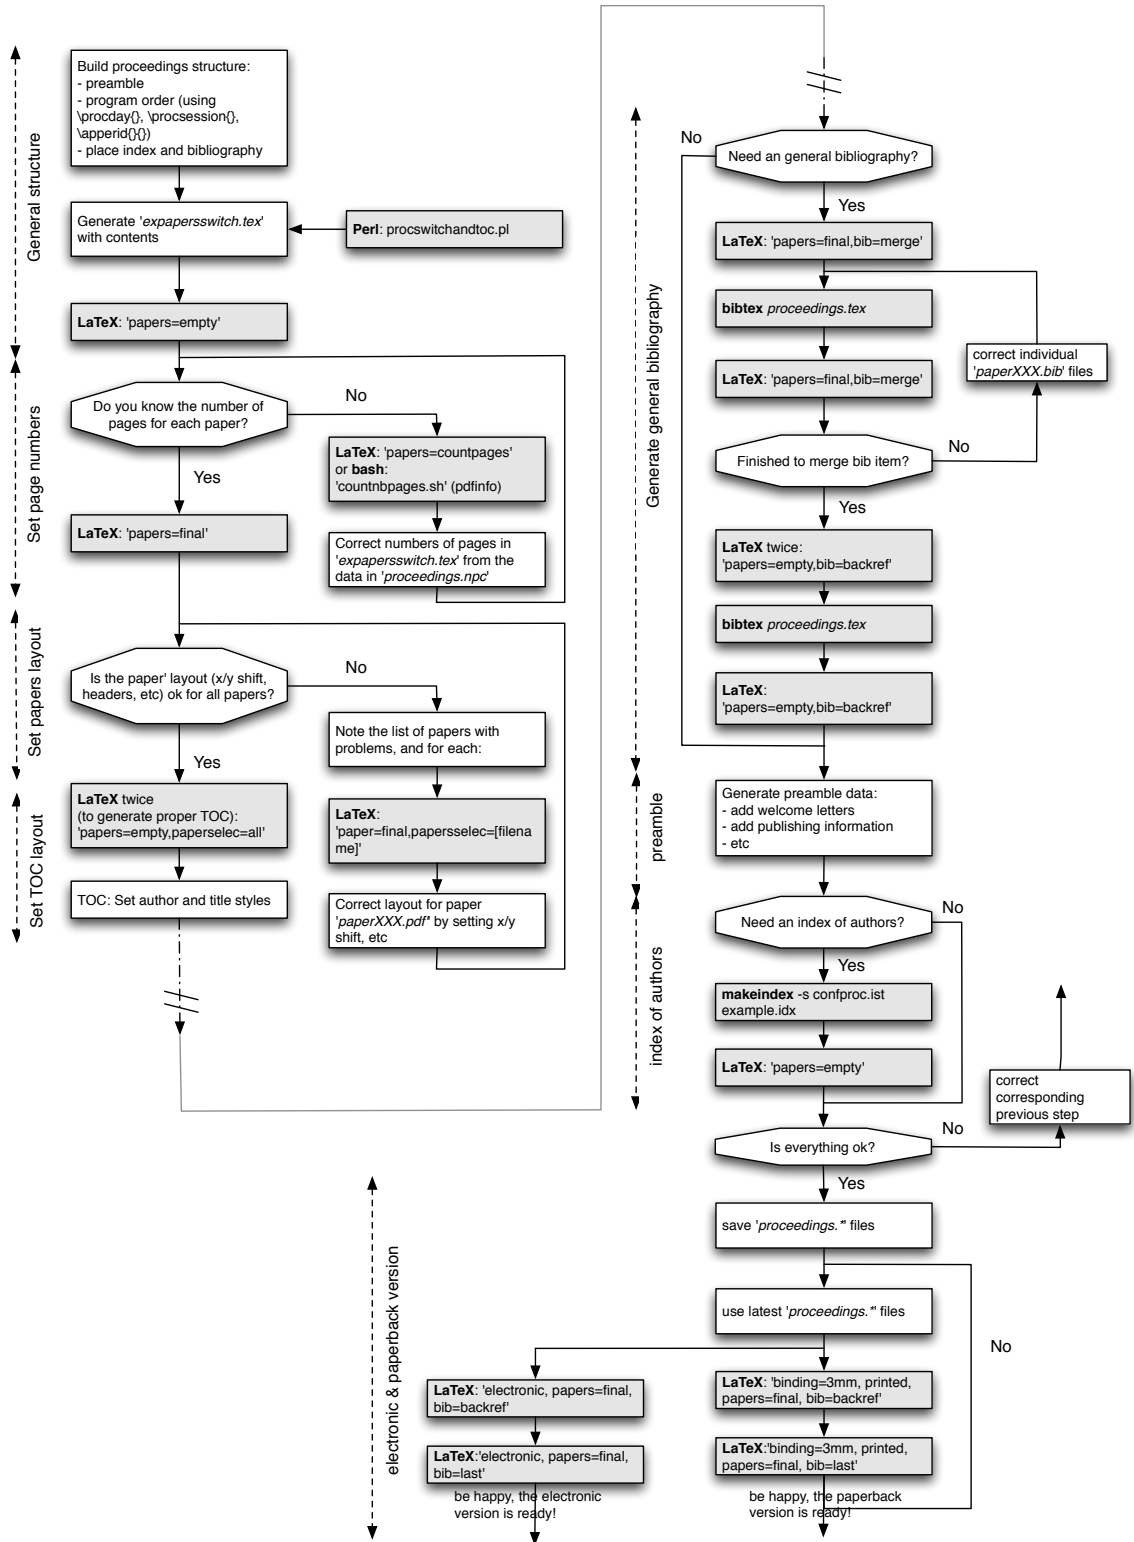 General structure
Build proceedings structure:
- preamble
- program order (using
\procday{}, \procsession{},
\apperid{}{})
- place index and bibliography
Generate 'expapersswitch.tex'
with contents
Perl: procswitchandtoc.pl
LaTeX: 'papers=empty'
Set page numbers
Do you know the number of
pages for each paper?
No
Yes
LaTeX: 'papers=countpages'
or bash:
'countnbpages.sh' (pdfinfo)
Correct numbers of pages in
'expapersswitch.tex' from the
data in 'proceedings.npc'
LaTeX: 'papers=final'
Set papers layout
Is the paper' layout (x/y shift,
headers, etc) ok for all papers?
No
Yes
Note the list of papers with
problems, and for each:
LaTeX:
'paper=final,papersselec=[filena
me]'
Correct layout for paper
'paperXXX.pdf' by setting x/y
shift, etc
Set TOC layout
LaTeX twice
(to generate proper TOC):
'papers=empty,paperselec=all'
TOC: Set author and title styles
Generate general bibliography
Need an general bibliography?
No
Yes
LaTeX: 'papers=final,bib=merge'
bibtex proceedings.tex
LaTeX: 'papers=final,bib=merge'
correct individual
'paperXXX.bib' files
Finished to merge bib item?
No
Yes
LaTeX twice:
'papers=empty,bib=backref'
bibtex proceedings.tex
LaTeX:
'papers=empty,bib=backref'
preamble
Generate preamble data:
- add welcome letters
- add publishing information
- etc
index of authors
Need an index of authors?
No
Yes
makeindex -s confproc.ist
example.idx
LaTeX: 'papers=empty'
correct
corresponding
previous step
Is everything ok?
No
Yes
electronic & paperback version
save 'proceedings.*' files
use latest 'proceedings.*' files
No
LaTeX: 'electronic, papers=final,
bib=backref'
LaTeX:'electronic, papers=final,
bib=last'
be happy, the electronic
version is ready!
LaTeX: 'binding=3mm, printed,
papers=final, bib=backref'
LaTeX:'binding=3mm, printed,
papers=final, bib=last'
be happy, the paperback
version is ready!